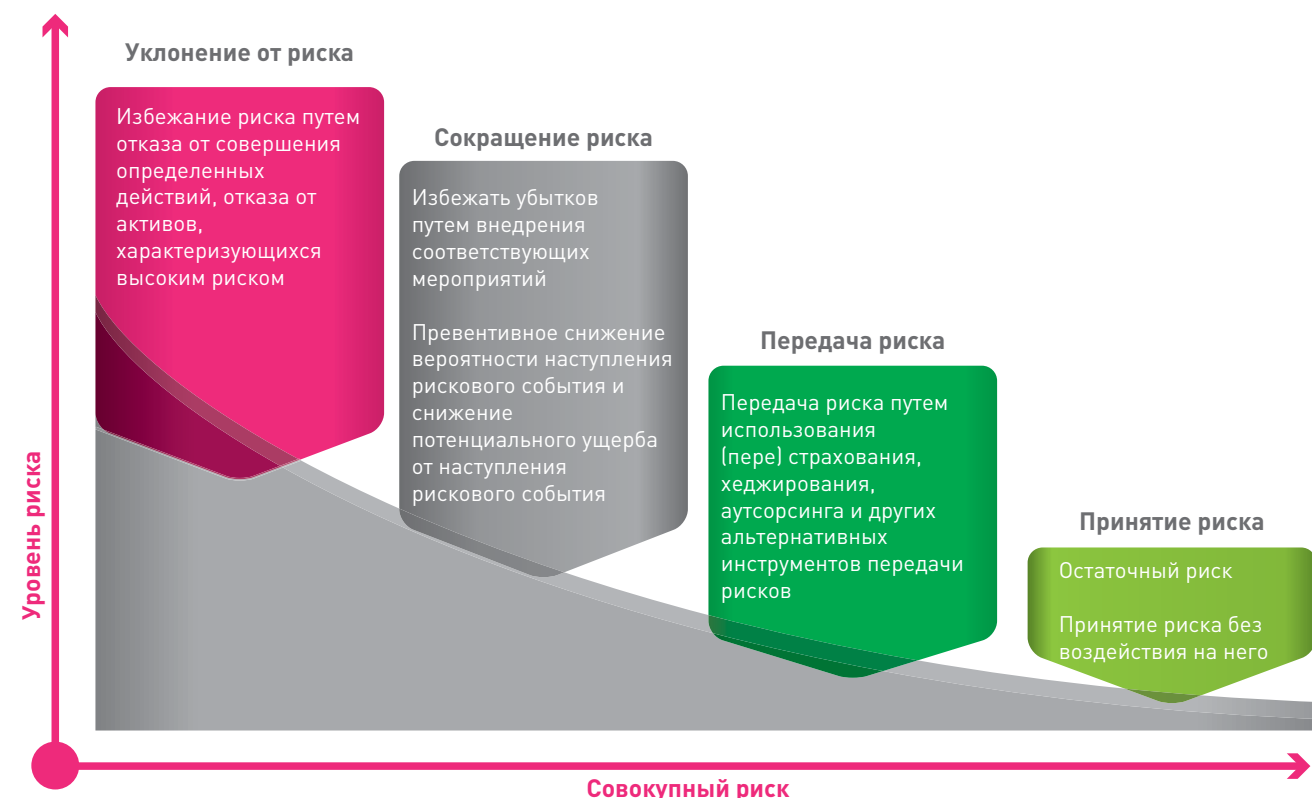 Уклонение от риска
Избежание риска путем
отказа от совершения
определенных
действий, отказа от
активов,
характеризующихся
высоким риском
Сокращение риска
Избежать убытков
путем внедрения
соответствующих
мероприятий
Превентивное снижение
вероятности наступления
рискового события и
снижение
потенциального ущерба
от наступления
рискового события
Передача риска
Передача риска путем
использования
(пере) страхования,
хеджирования,
аутсорсинга и других
альтернативных
инструментов передачи
рисков
Принятие риска
Остаточный риск
Принятие риска без
воздействия на него
Уровень риска
Совокупный риск